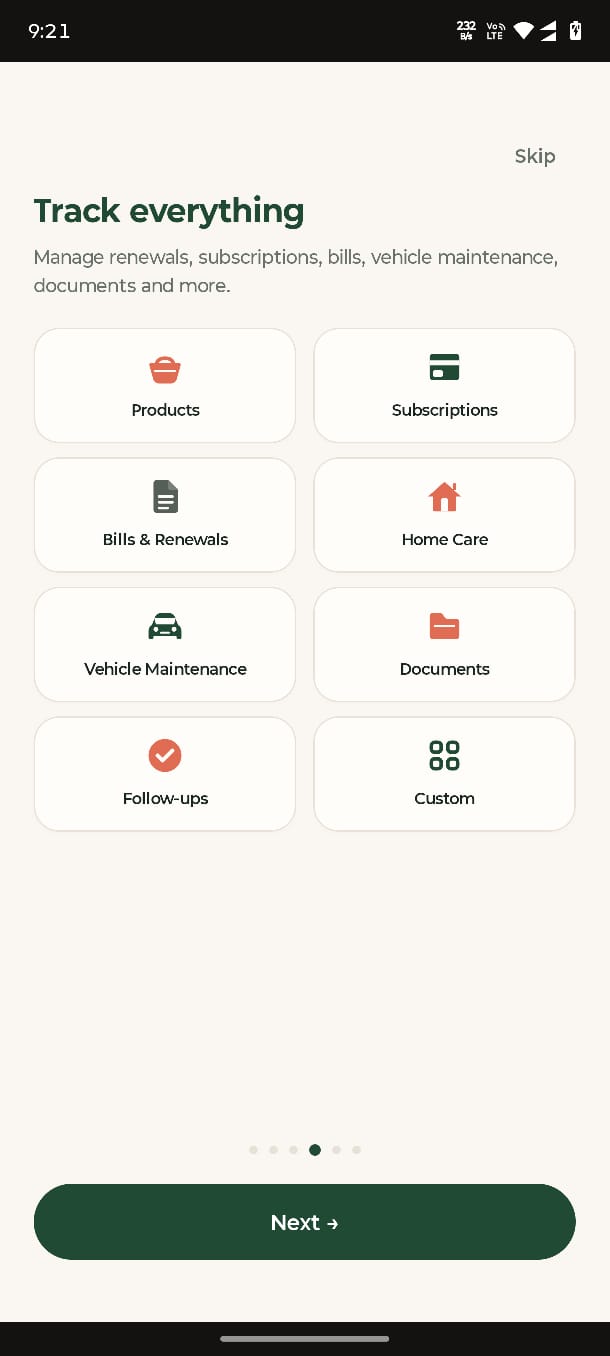 9:21
232
B/s
Vo
LTE
Skip
Track everything
Manage renewals, subscriptions, bills, vehicle maintenance,
documents and more.
Products
Subscriptions
Bills & Renewals
Home Care
Vehicle Maintenance
Documents
Follow-ups
Custom
Next →